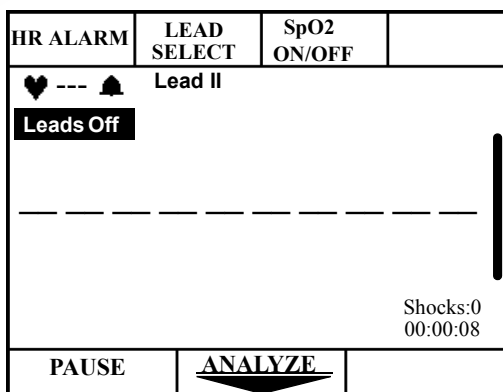 HR ALARM
LEAD
SELECT
SpO2
ON/OFF
---
Lead II
Leads Off
Shocks:0
00:00:08
PAUSE
ANALYZE